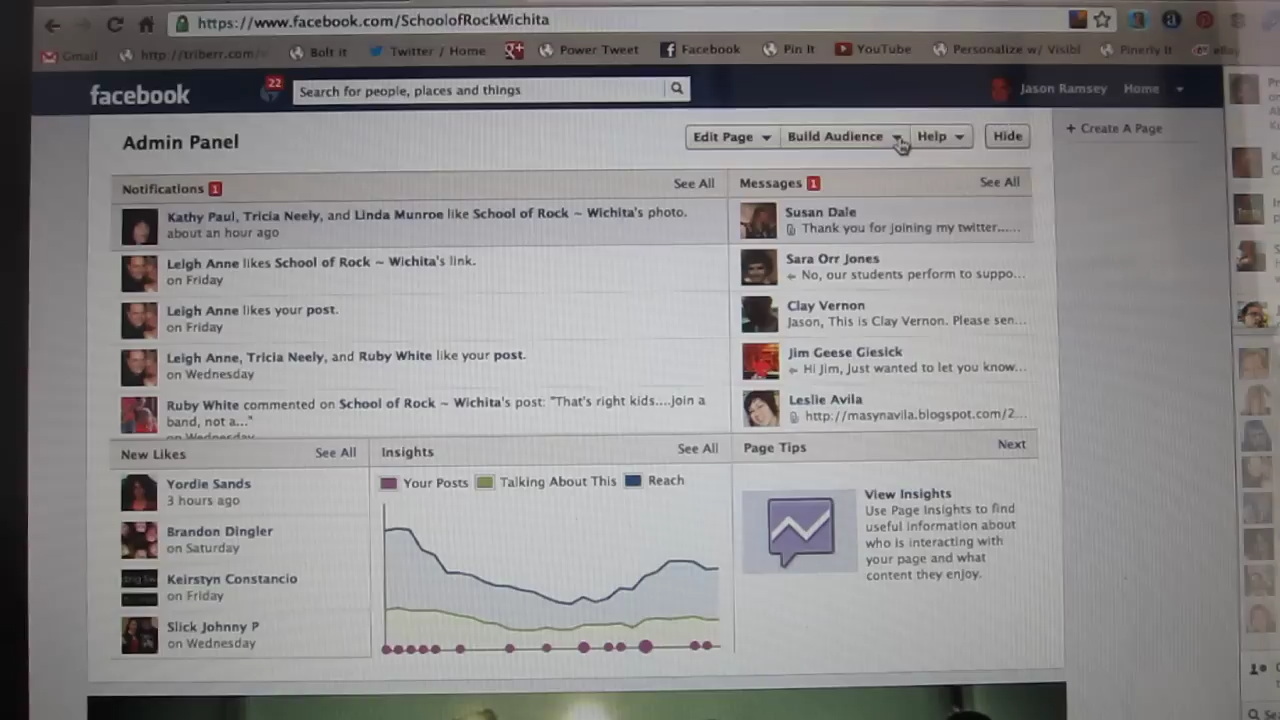 https://www.facebook.com/SchoolofRockWichita
Gmail http://triberr.com/ Bolt it Twitter / Home g+ Power Tweet Facebook Pin It YouTube Personalize w/ Visibl Pinerly It eBay
facebook 22 Search for people, places and things Jason Ramsey Home
+ Create A Page
Admin Panel Edit Page Build Audience Help Hide
Notifications 1 See All
Kathy Paul, Tricia Neely, and Linda Munroe like School of Rock ~ Wichita's photo.
about an hour ago
Leigh Anne likes School of Rock ~ Wichita's link.
on Friday
Leigh Anne likes your post.
on Friday
Leigh Anne, Tricia Neely, and Ruby White like your post.
on Wednesday
Ruby White commented on School of Rock ~ Wichita's post: "That's right kids....Join a
band, not a..."
on Wednesday
Messages 1 See All
Susan Dale
Thank you for joining my twitter......
Sara Orr Jones
No, our students perform to suppo...
Clay Vernon
Jason, This is Clay Vernon. Please sen...
Jim Geese Giesick
Hi Jim, Just wanted to let you know...
Leslie Avila
http://masynavila.blogspot.com/2...
New Likes See All
Yordie Sands
3 hours ago
Brandon Dingler
on Saturday
Keirstyn Constancio
on Friday
Slick Johnny P
on Wednesday
Insights See All
Your Posts Talking About This Reach
Page Tips Next
View Insights
Use Page Insights to find
useful information about
who is interacting with
your page and what
content they enjoy.